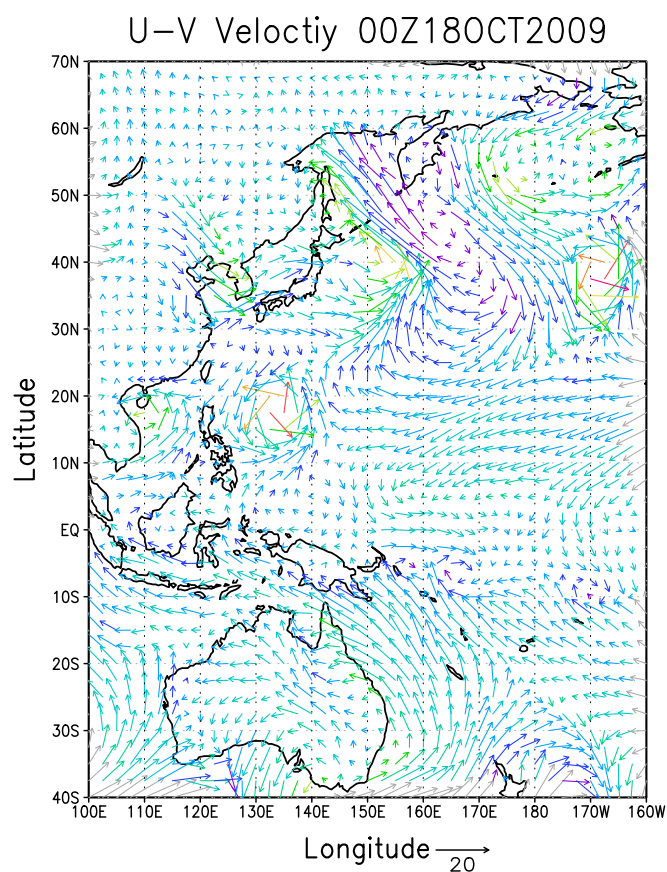 U-V Veloctiy 00Z18OCT2009
70N
60N
50N
40N
30N
20N
10N
EQ
10S
20S
30S
40S
Latitude
100E 110E 120E 130E 140E 150E 160E 170E 180 170W 160W
Longitude
20